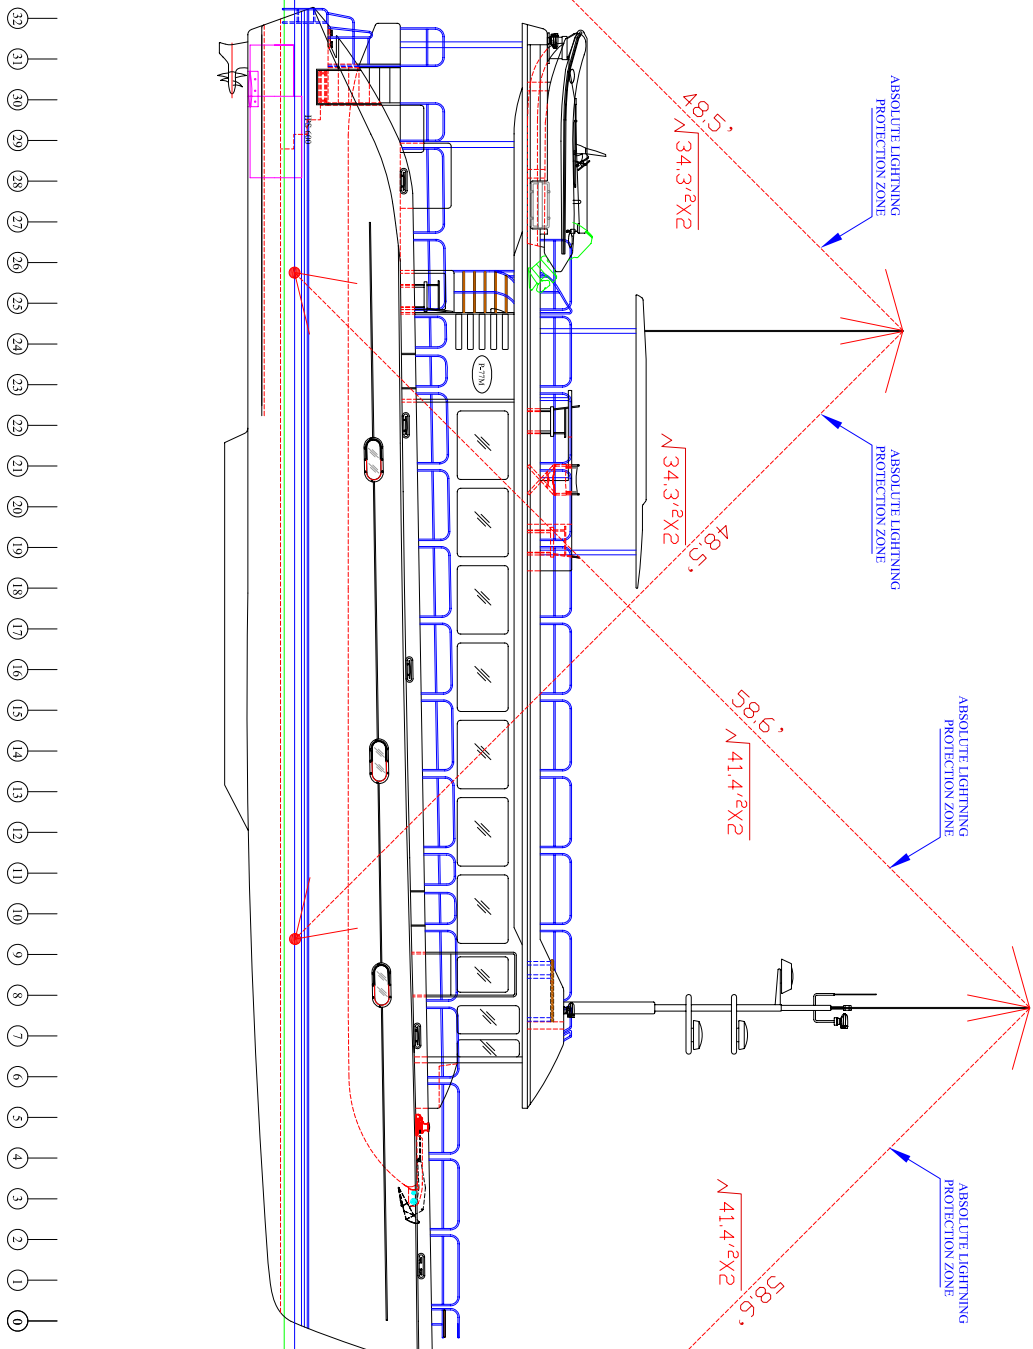 ABSOLUTE LIGHTNING
PROTECTION ZONE
48.5'
√34.3'²X2
ABSOLUTE LIGHTNING
PROTECTION ZONE
48.5'
√34.3'²X2
ABSOLUTE LIGHTNING
PROTECTION ZONE
58.6'
√41.4'²X2
ABSOLUTE LIGHTNING
PROTECTION ZONE
58.6'
√41.4'²X2
P-77M
IPS 600
32
31
30
29
28
27
26
25
24
23
22
21
20
19
18
17
16
15
14
13
12
11
10
9
8
7
6
5
4
3
2
1
0